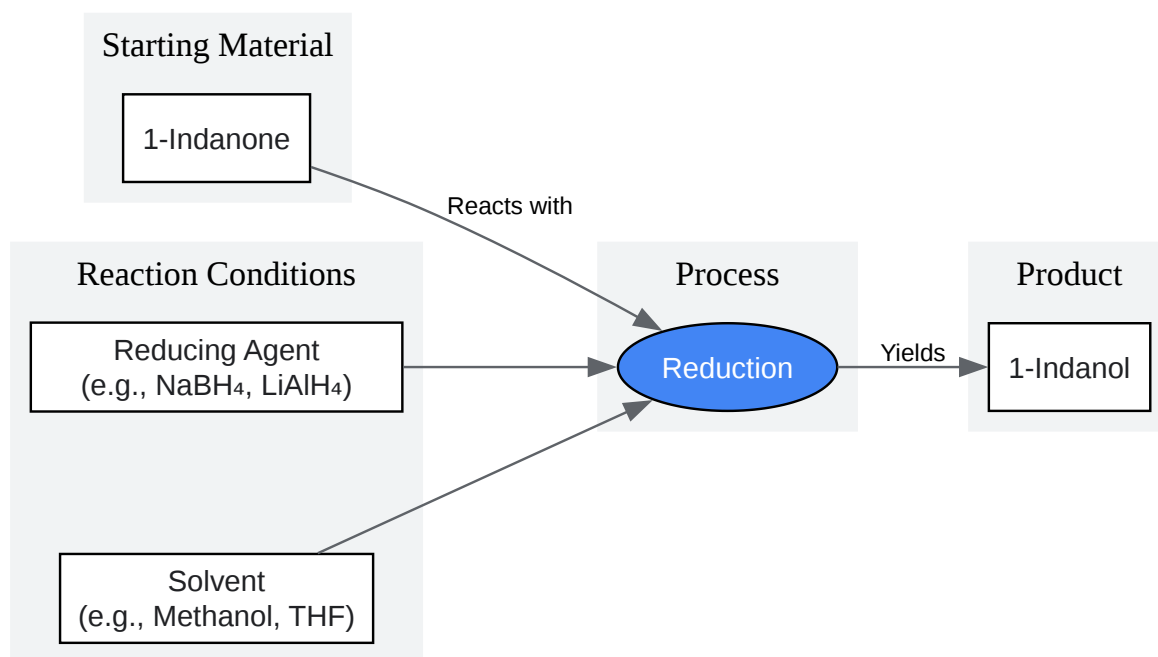 Starting Material
1-Indanone
Reacts with
Reaction Conditions
Reducing Agent
(e.g., NaBH₄, LiAlH₄)
Solvent
(e.g., Methanol, THF)
Process
Reduction
Yields
Product
1-Indanol